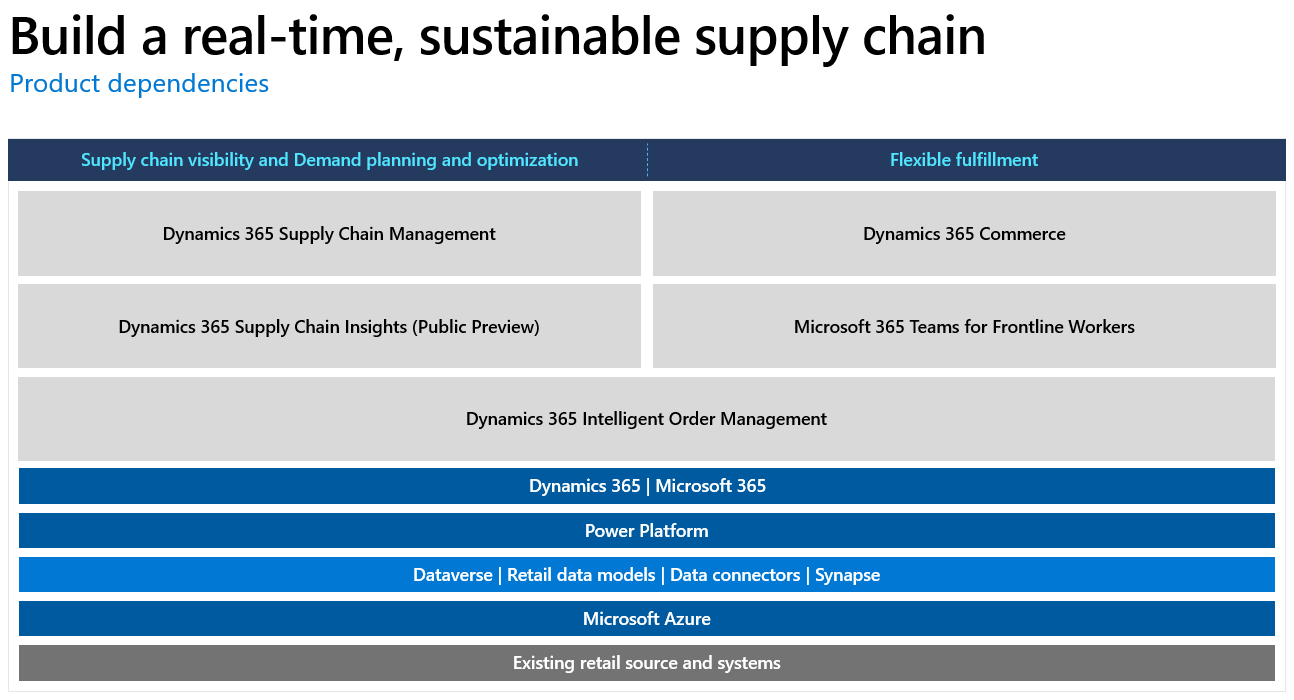 Build a real-time, sustainable supply chain
Product dependencies
Supply chain visibility and Demand planning and optimization
Flexible fulfillment
Dynamics 365 Supply Chain Management
Dynamics 365 Commerce
Dynamics 365 Supply Chain Insights (Public Preview)
Microsoft 365 Teams for Frontline Workers
Dynamics 365 Intelligent Order Management
Dynamics 365 | Microsoft 365
Power Platform
Dataverse | Retail data models | Data connectors | Synapse
Microsoft Azure
Existing retail source and systems